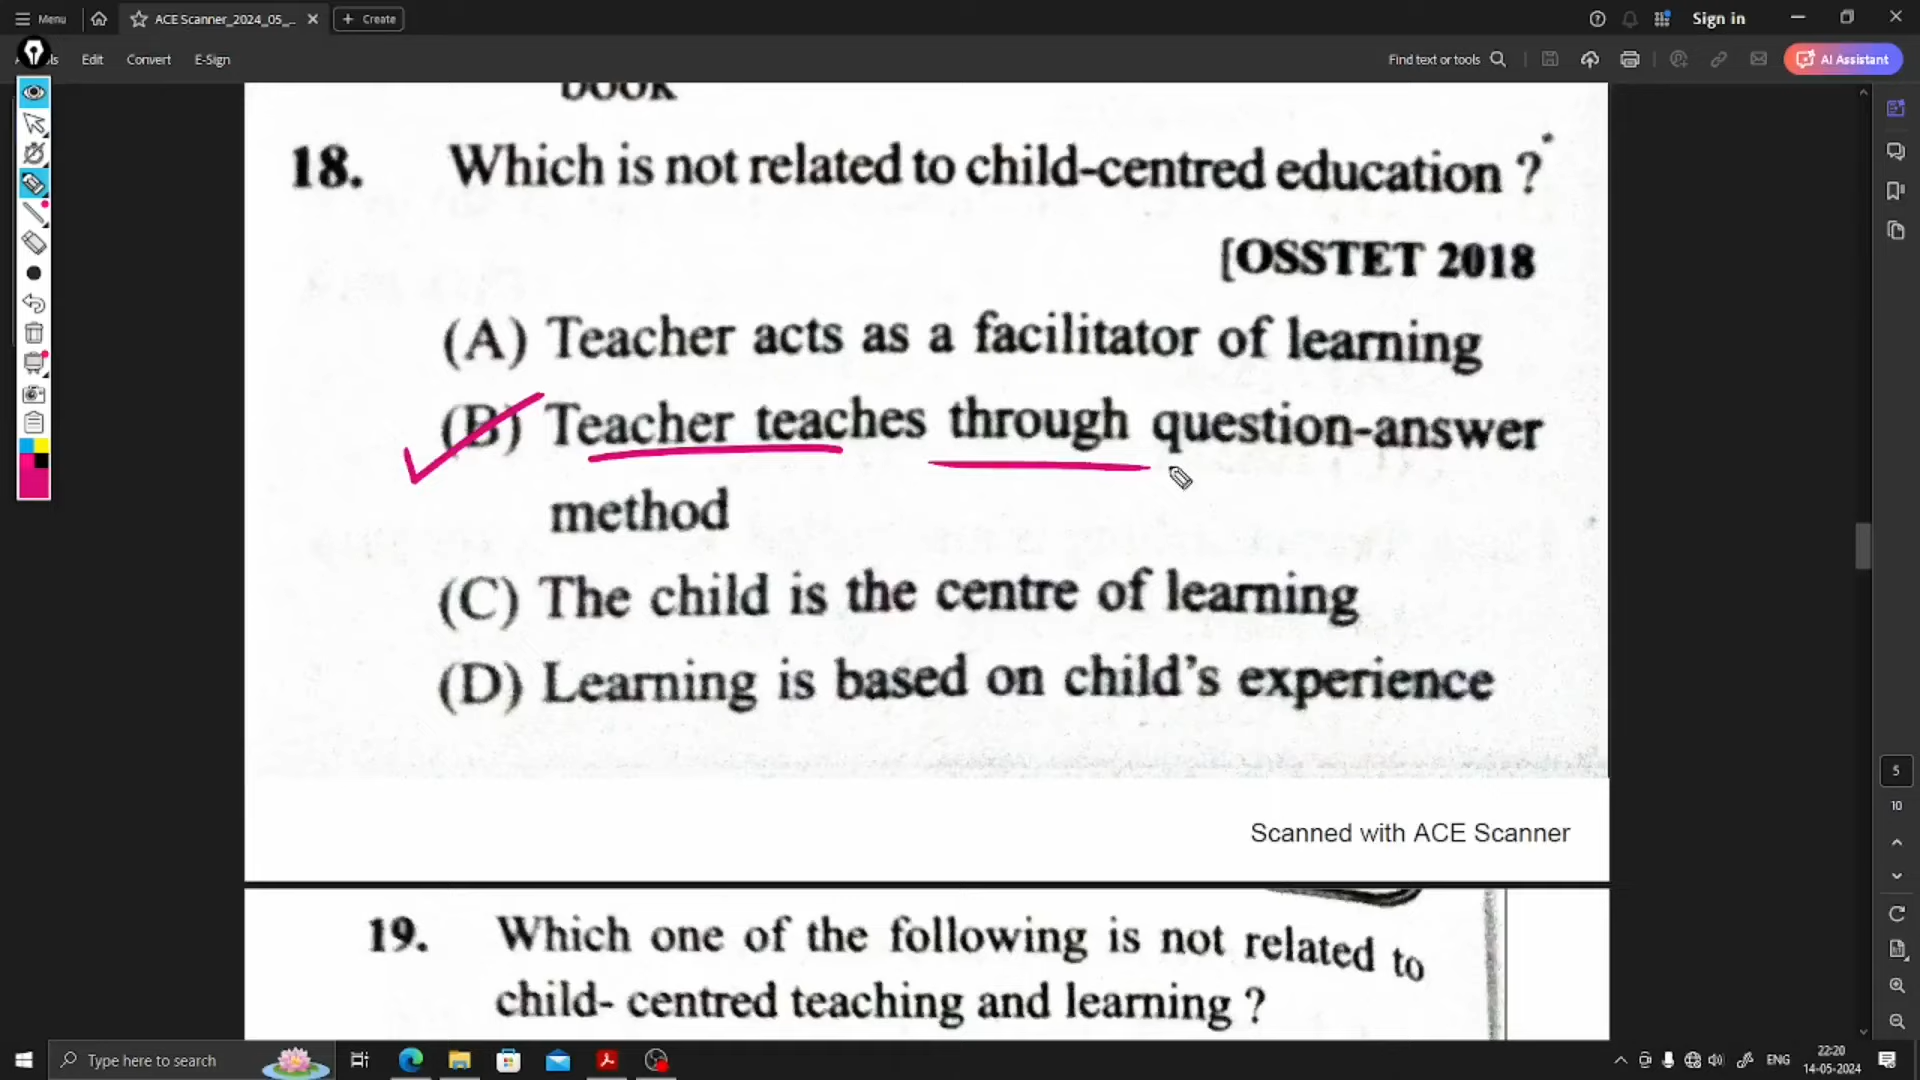 Menu
ACE Scanner_2024_05_...
Create
Sign in
Edit
Convert
E-Sign
Find text or tools
AI Assistant
BOOK
18. Which is not related to child-centred education ?
[OSSTET 2018
(A) Teacher acts as a facilitator of learning
(B) Teacher teaches through question-answer
method
(C) The child is the centre of learning
(D) Learning is based on child's experience
5
10
Scanned with ACE Scanner
19. Which one of the following is not related to
child- centred teaching and learning ?
Type here to search
ENG
22:20
14-05-2024